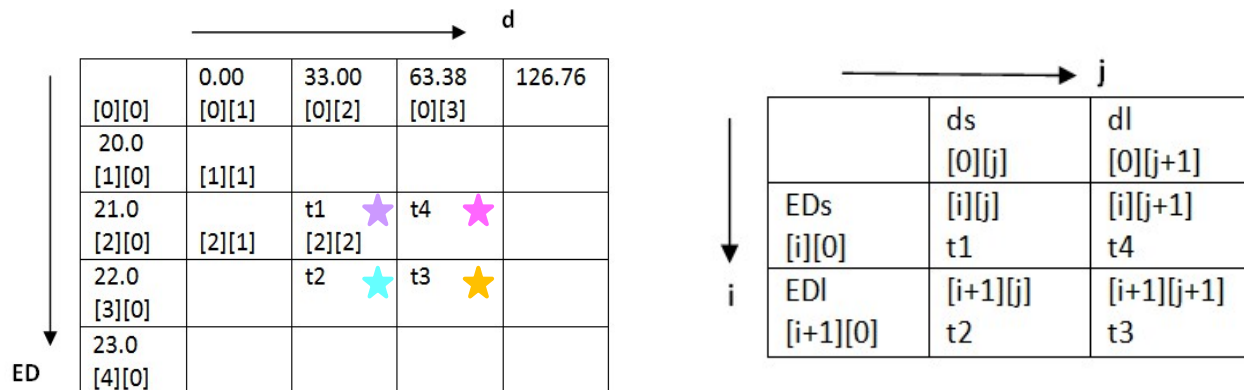 d
0.00 33.00 63.38 126.76
[0][0] [0][1] [0][2] [0][3]
20.0
[1][0] [1][1]
21.0 t1 t4
[2][0] [2][1] [2][2]
22.0 t2 t3
[3][0]
23.0
ED [4][0]
j
ds dl
[0][j] [0][j+1]
EDs [i][j] [i][j+1]
[i][0] t1 t4
i EDl [i+1][j] [i+1][j+1]
[i+1][0] t2 t3